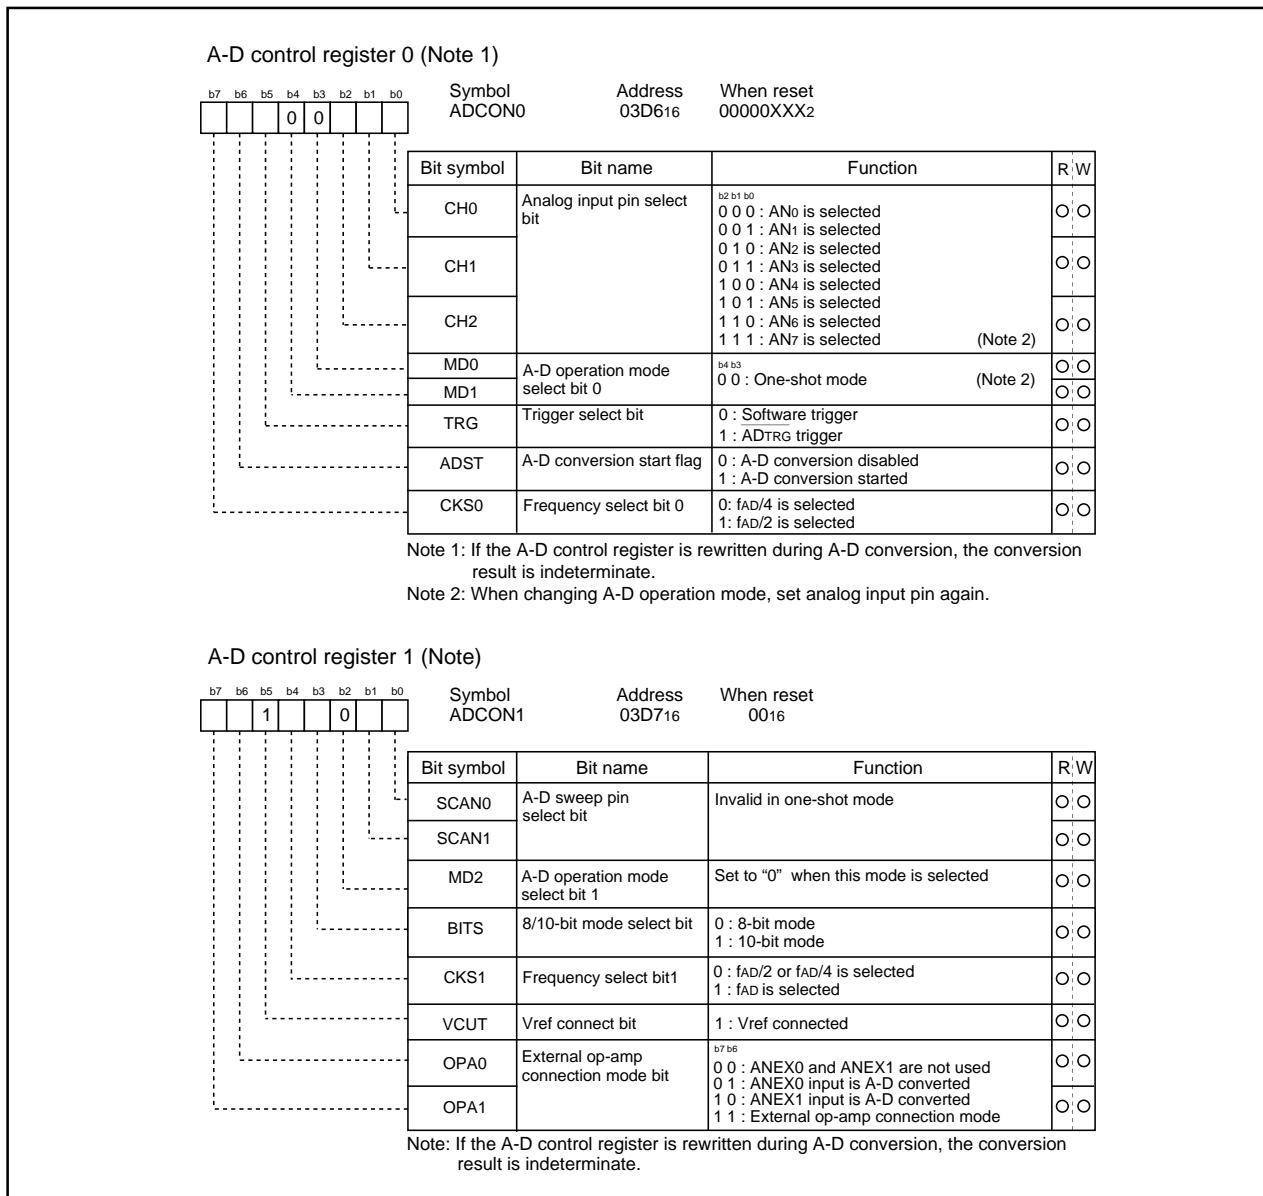 A-D control register 0 (Note 1)
b7 b6 b5 b4 b3 b2 b1 b0
0 0
Symbol Address When reset
ADCON0 03D616 00000XXX2
Bit symbol Bit name Function R W
CH0 Analog input pin select bit
b2 b1 b0
0 0 0 : AN0 is selected
0 0 1 : AN1 is selected
0 1 0 : AN2 is selected
CH1 0 1 1 : AN3 is selected
1 0 0 : AN4 is selected
1 0 1 : AN5 is selected
CH2 1 1 0 : AN6 is selected
1 1 1 : AN7 is selected (Note 2)
MD0 A-D operation mode
b4 b3
0 0 : One-shot mode (Note 2)
MD1 select bit 0
TRG Trigger select bit 0 : Software trigger
1 : ADTRG trigger
ADST A-D conversion start flag 0 : A-D conversion disabled
1 : A-D conversion started
CKS0 Frequency select bit 0 0: fAD/4 is selected
1: fAD/2 is selected
Note 1: If the A-D control register is rewritten during A-D conversion, the conversion
result is indeterminate.
Note 2: When changing A-D operation mode, set analog input pin again.
A-D control register 1 (Note)
b7 b6 b5 b4 b3 b2 b1 b0
1 0
Symbol Address When reset
ADCON1 03D716 0016
Bit symbol Bit name Function R W
SCAN0 A-D sweep pin Invalid in one-shot mode
select bit
SCAN1
MD2 A-D operation mode Set to “0” when this mode is selected
select bit 1
BITS 8/10-bit mode select bit 0 : 8-bit mode
1 : 10-bit mode
CKS1 Frequency select bit1 0 : fAD/2 or fAD/4 is selected
1 : fAD is selected
VCUT Vref connect bit 1 : Vref connected
OPA0 External op-amp
connection mode bit
b7 b6
0 0 : ANEX0 and ANEX1 are not used
0 1 : ANEX0 input is A-D converted
OPA1 1 0 : ANEX1 input is A-D converted
1 1 : External op-amp connection mode
Note: If the A-D control register is rewritten during A-D conversion, the conversion
result is indeterminate.